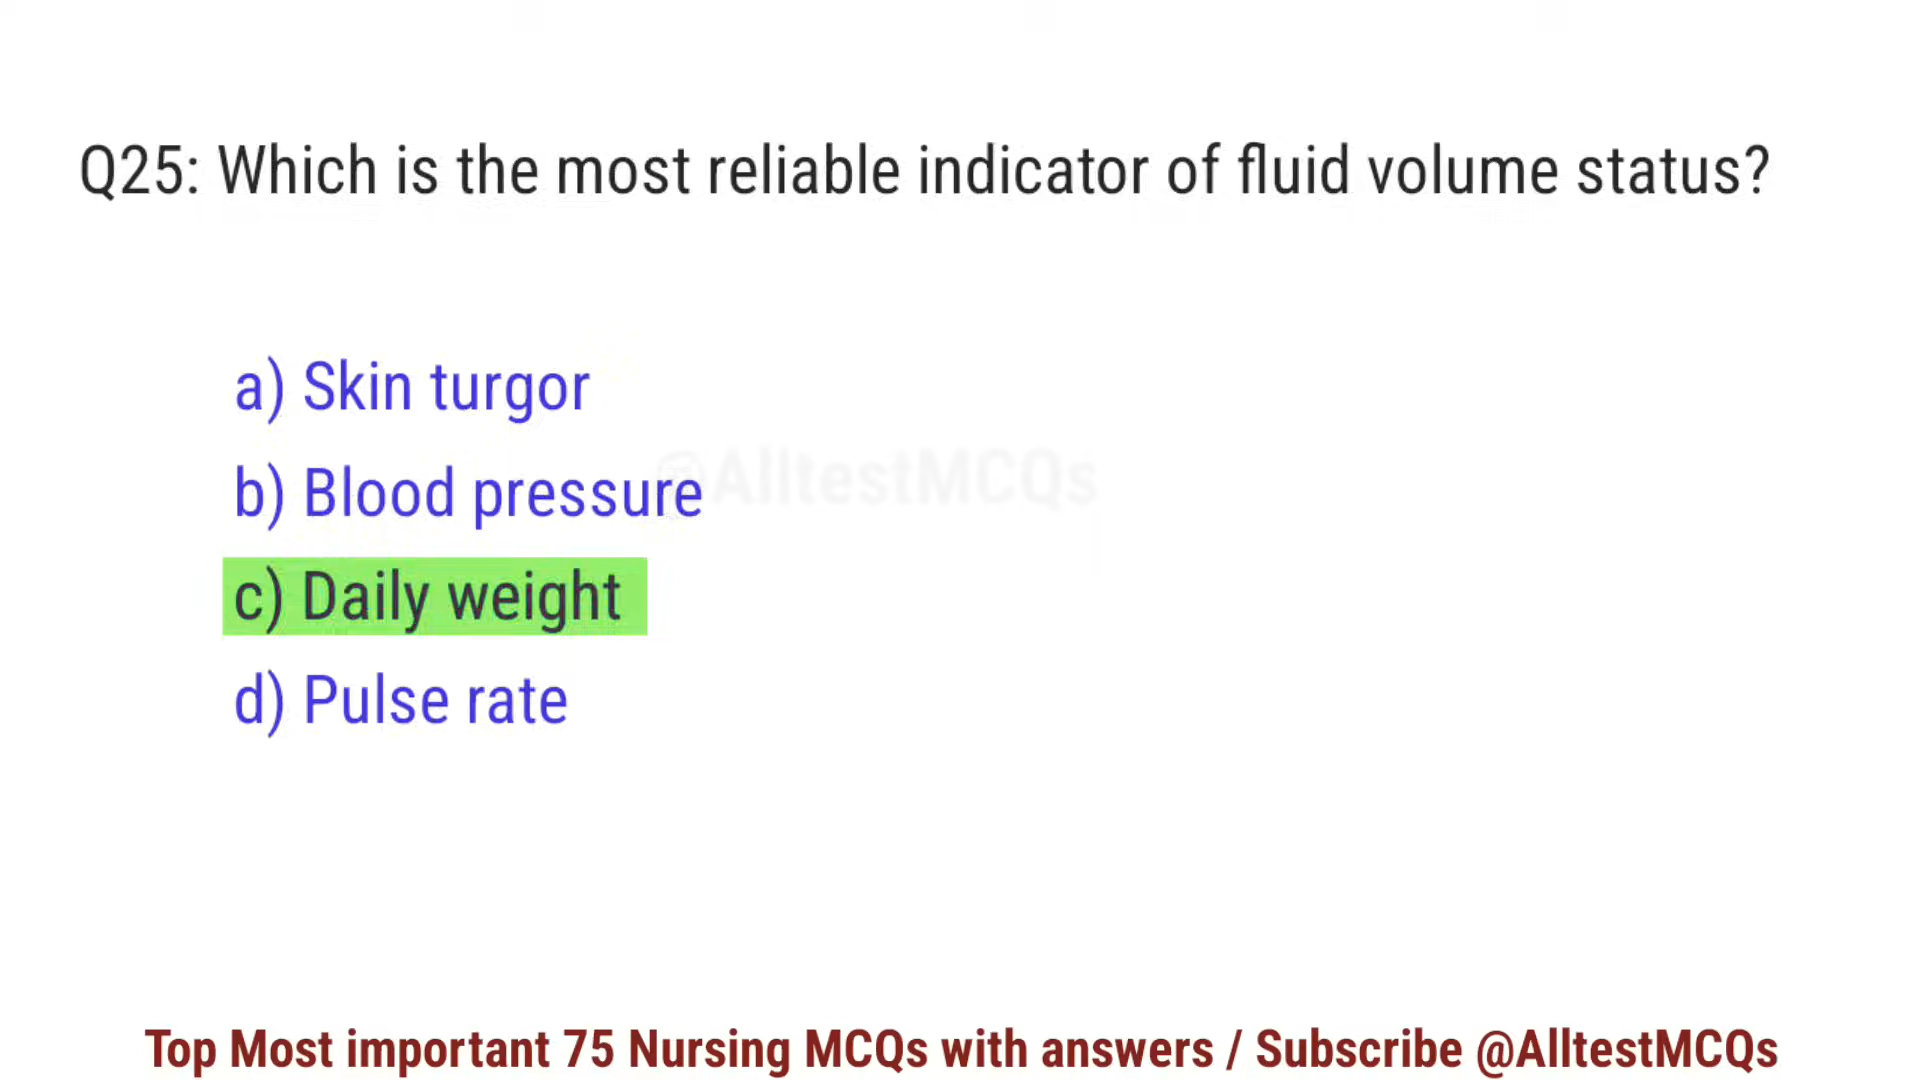 Q25: Which is the most reliable indicator of fluid volume status?
a) Skin turgor
@AlltestMCQs
b) Blood pressure
c) Daily weight
d) Pulse rate
Top Most important 75 Nursing MCQs with answers / Subscribe @AlltestMCQs